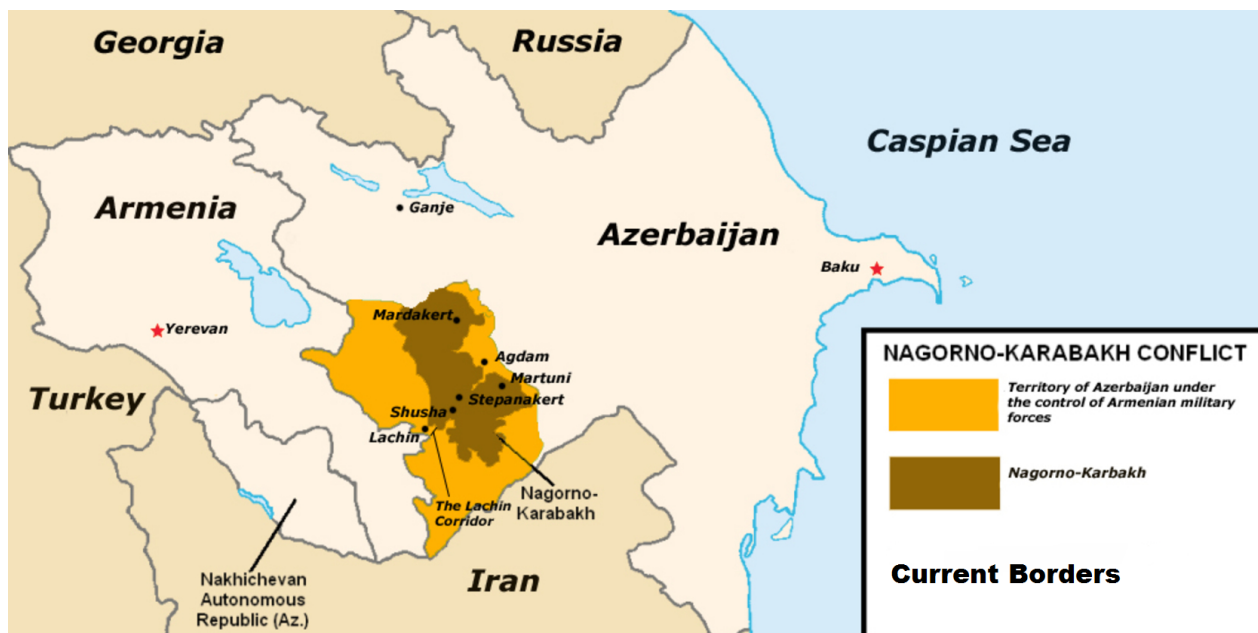 Georgia
Russia
Caspian Sea
Armenia
Ganje
Azerbaijan
Baku
Yerevan
Mardakert
Agdam
Martuni
Stepanakert
Shusha
Lachin
Turkey
The Lachin
Corridor
Nagorno-
Karabakh
Nakhichevan
Autonomous
Republic (Az.)
Iran
NAGORNO-KARABAKH CONFLICT
Territory of Azerbaijan under
the control of Armenian military
forces
Nagorno-Karbakh
Current Borders